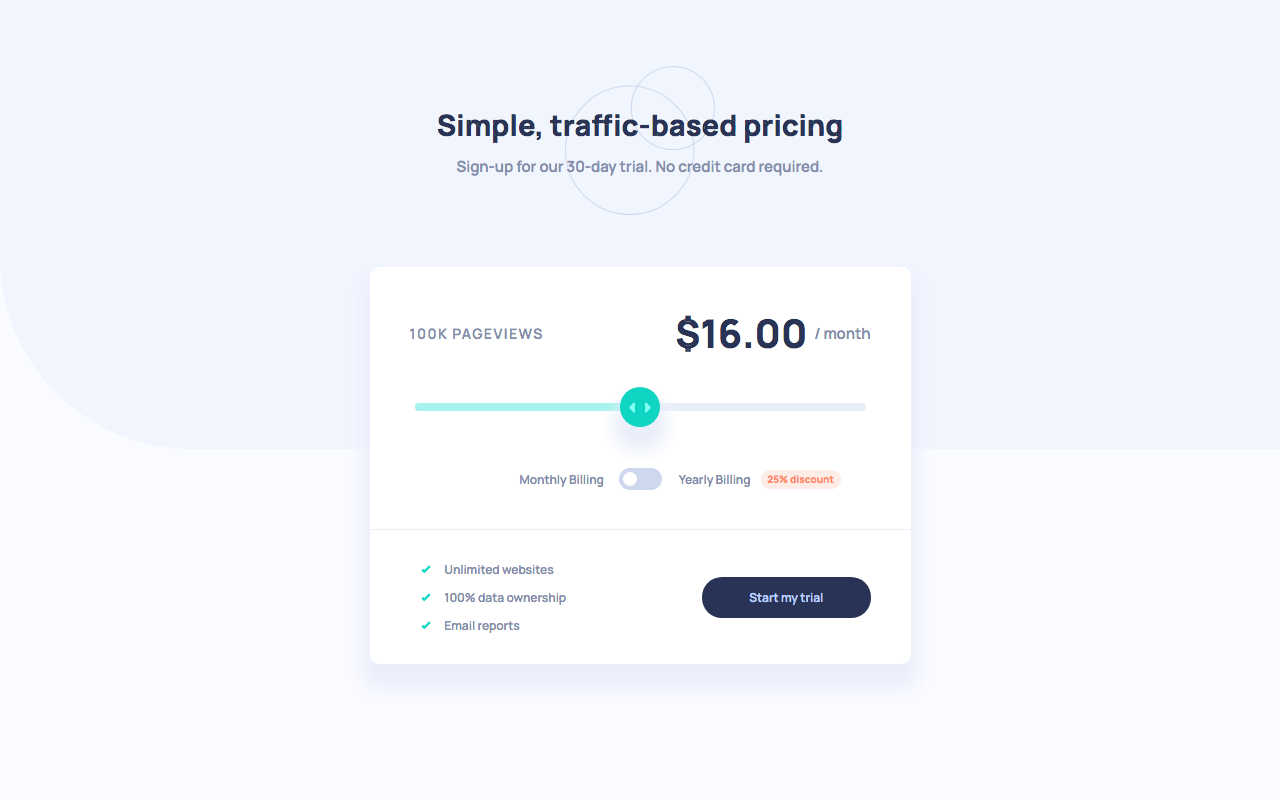 Simple, traffic-based pricing
Sign-up for our 30-day trial. No credit card required.
100K PAGEVIEWS
$16.00 / month
Monthly Billing
Yearly Billing 25% discount
Unlimited websites
100% data ownership
Email reports
Start my trial